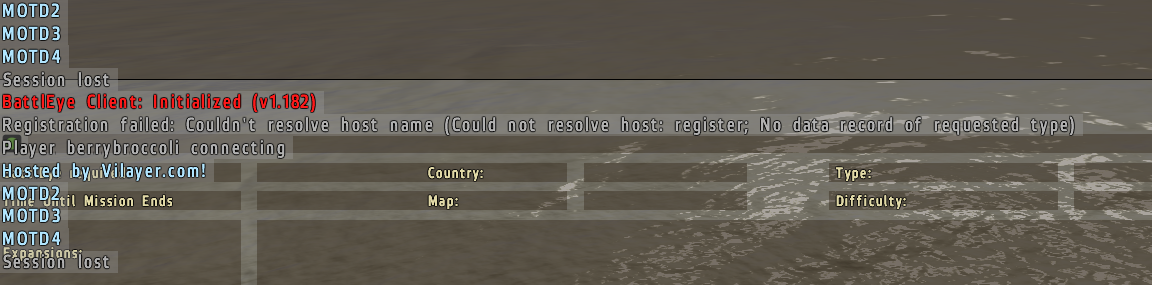 MOTD2
MOTD3
MOTD4
Session lost
BattlEye Client: Initialized (v1.182)
Registration failed: Couldn't resolve host name (Could not resolve host: register; No data record of requested type)
Player berrybroccoli connecting
Hosted by Vilayer.com!
Country:
Type:
MOTD2
Until Mission Ends
Map:
Difficulty:
MOTD3
MOTD4
Expansions:
Session lost